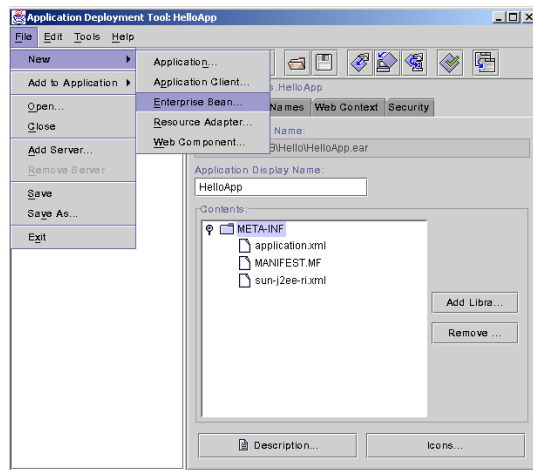 Application Deployment Tool: HelloApp
File Edit Tools Help
New
Add to Application
Open...
Close
Add Server...
Remove Server
Save
Save As...
Exit
Application...
Application Client...
Enterprise Bean...
Resource Adapter...
Web Component...
s.HelloApp
Names Web Context Security
Name:
\Hello\HelloApp.ear
Application Display Name:
HelloApp
Contents:
META-INF
application.xml
MANIFEST.MF
sun-j2ee-ri.xml
Add Libra...
Remove ...
Description... Icons...